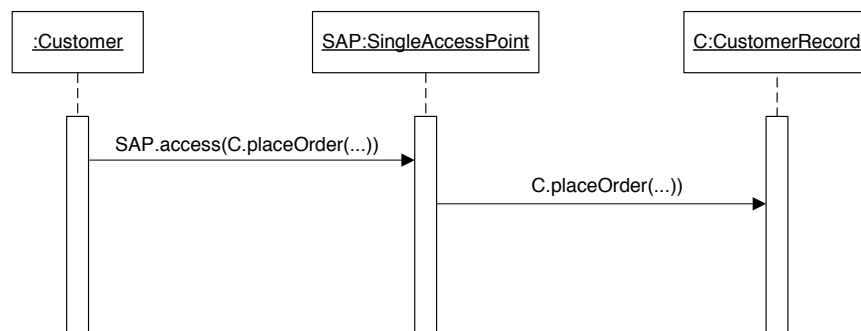 :Customer
SAP:SingleAccessPoint
C:CustomerRecord
SAP.access(C.placeOrder(...))
C.placeOrder(...))